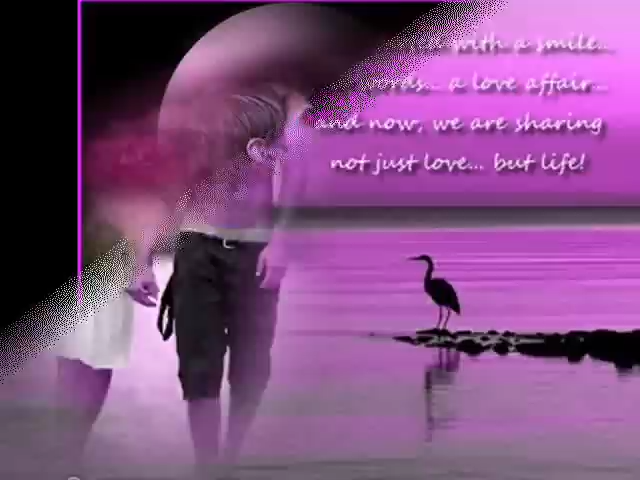 with a smile...
words... a love affair...
and now, we are sharing
not just love... but life!